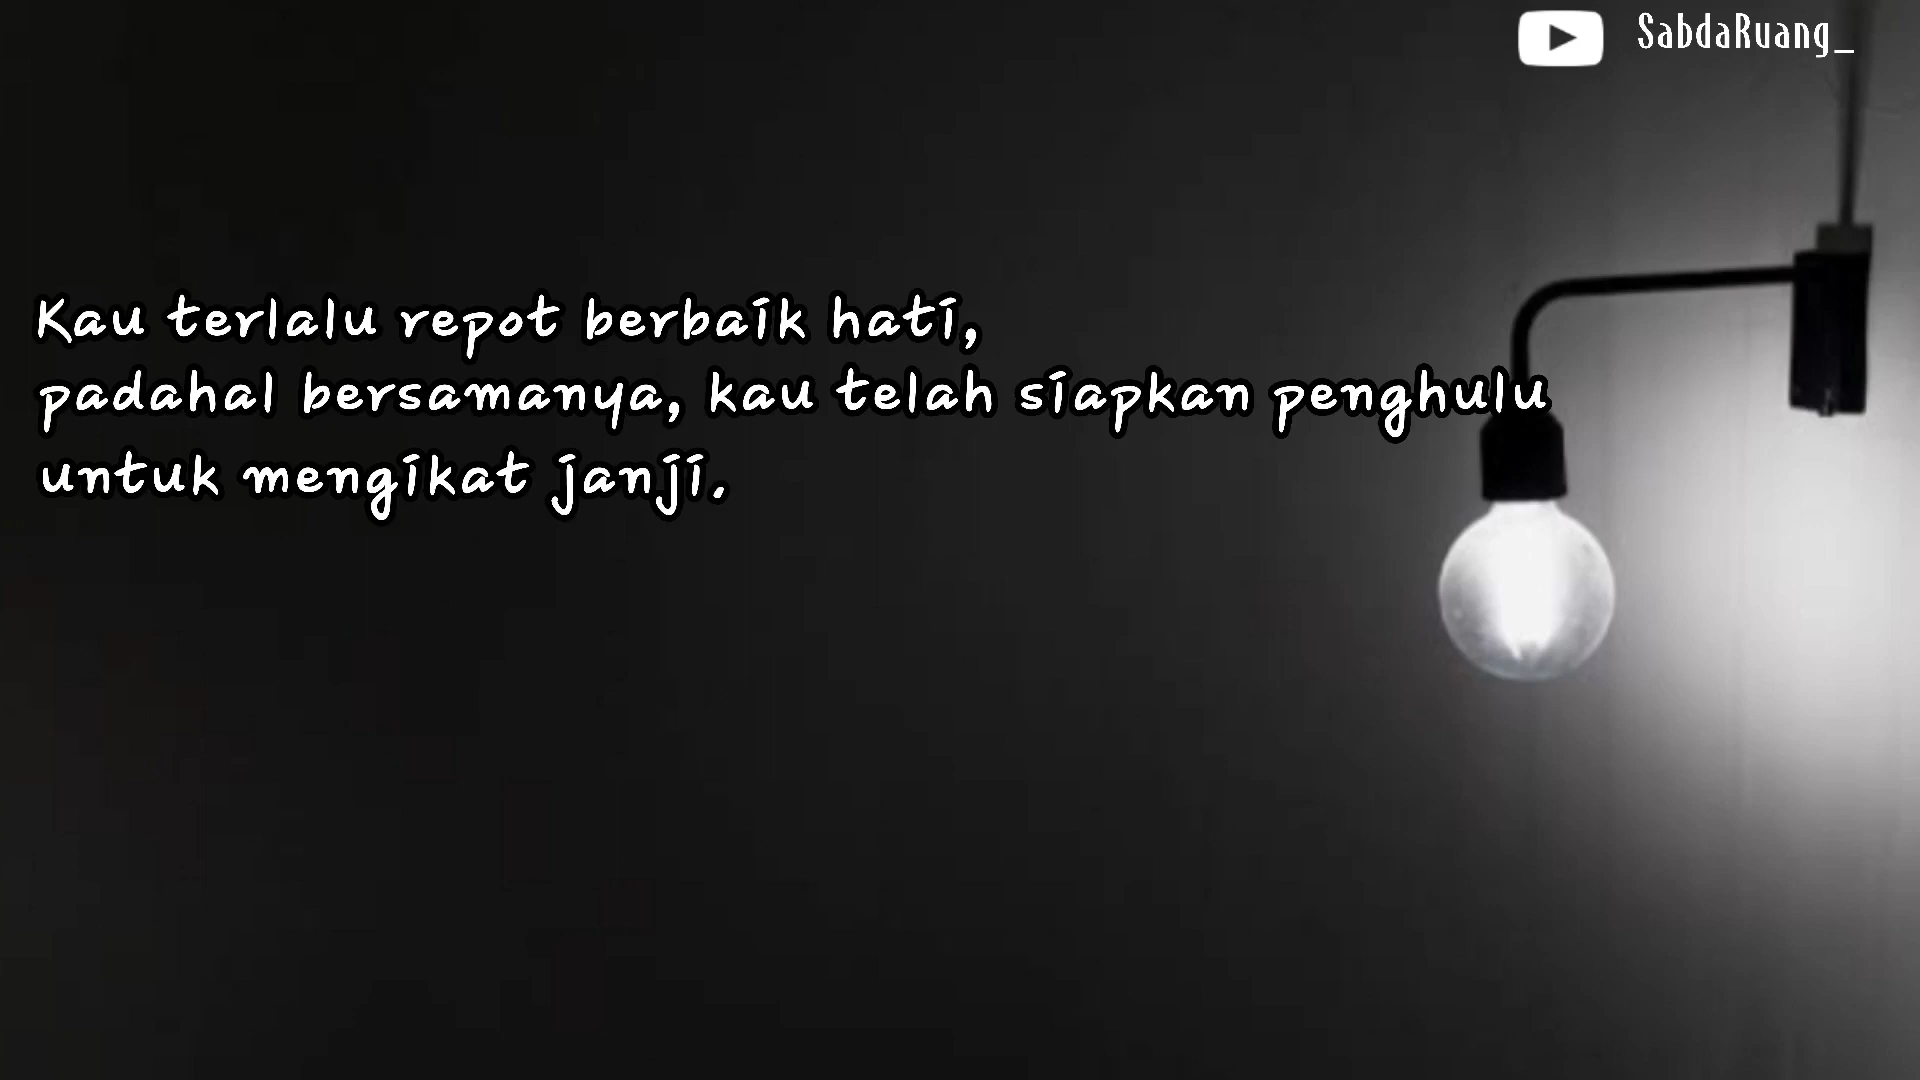 SabdaRuang_
Kau terlalu repot berbaik hati,
padahal bersamanya, kau telah siapkan penghulu
untuk mengikat janji.